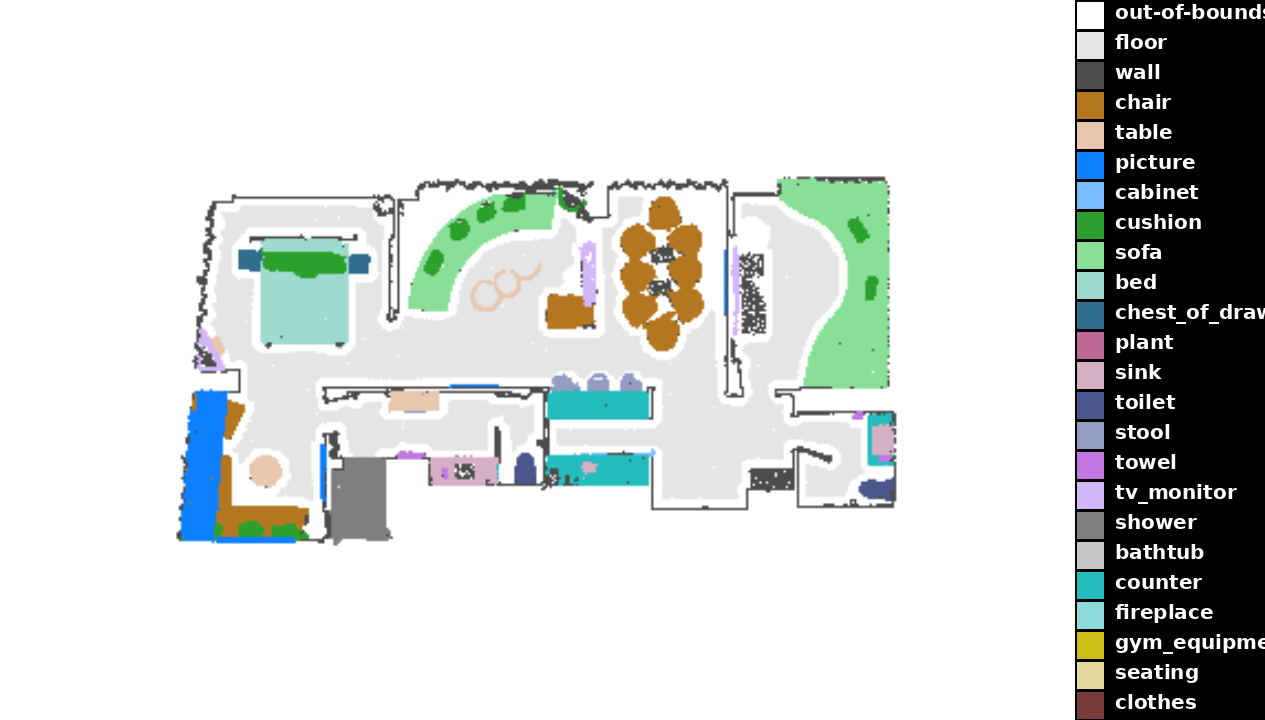 out-of-bounds
floor
wall
chair
table
picture
cabinet
cushion
sofa
bed
chest_of_draw
plant
sink
toilet
stool
towel
tv_monitor
shower
bathtub
counter
fireplace
gym_equipme
seating
clothes